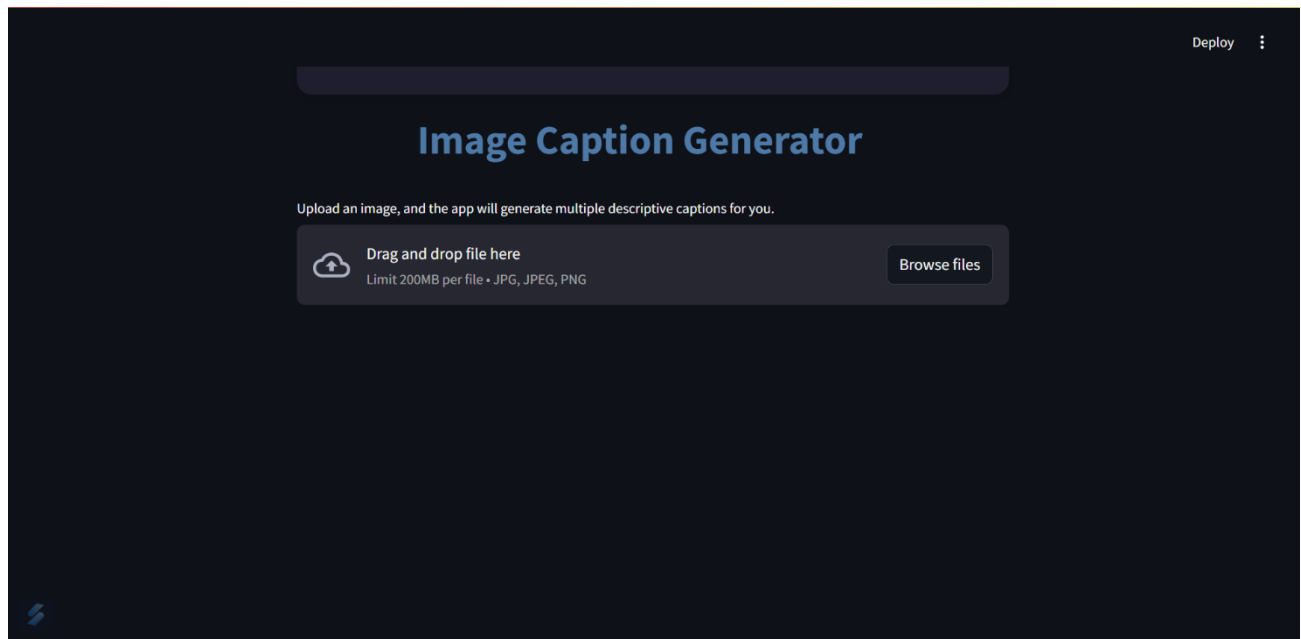 Deploy
Image Caption Generator
Upload an image, and the app will generate multiple descriptive captions for you.
Drag and drop file here
Limit 200MB per file • JPG, JPEG, PNG
Browse files